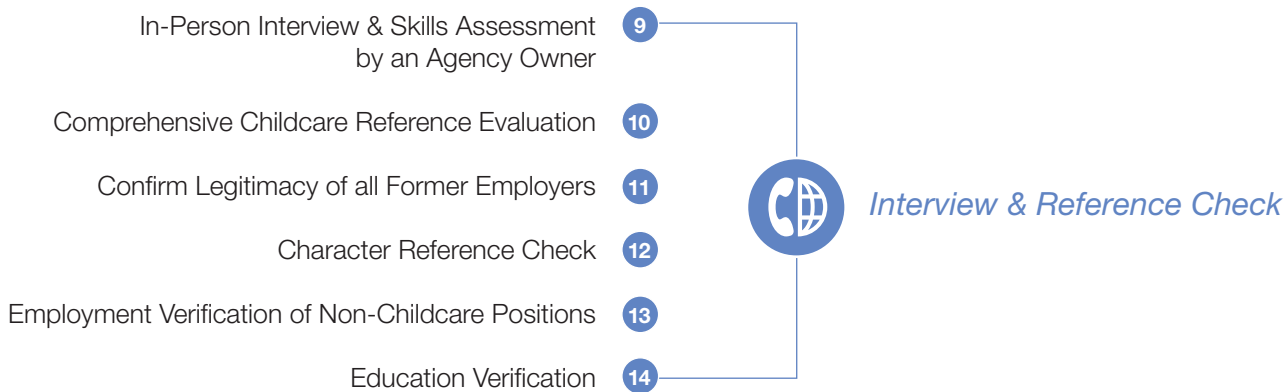 In-Person Interview & Skills Assessment
by an Agency Owner
9
Comprehensive Childcare Reference Evaluation
10
Confirm Legitimacy of all Former Employers
11
Character Reference Check
12
Employment Verification of Non-Childcare Positions
13
Education Verification
14
Interview & Reference Check